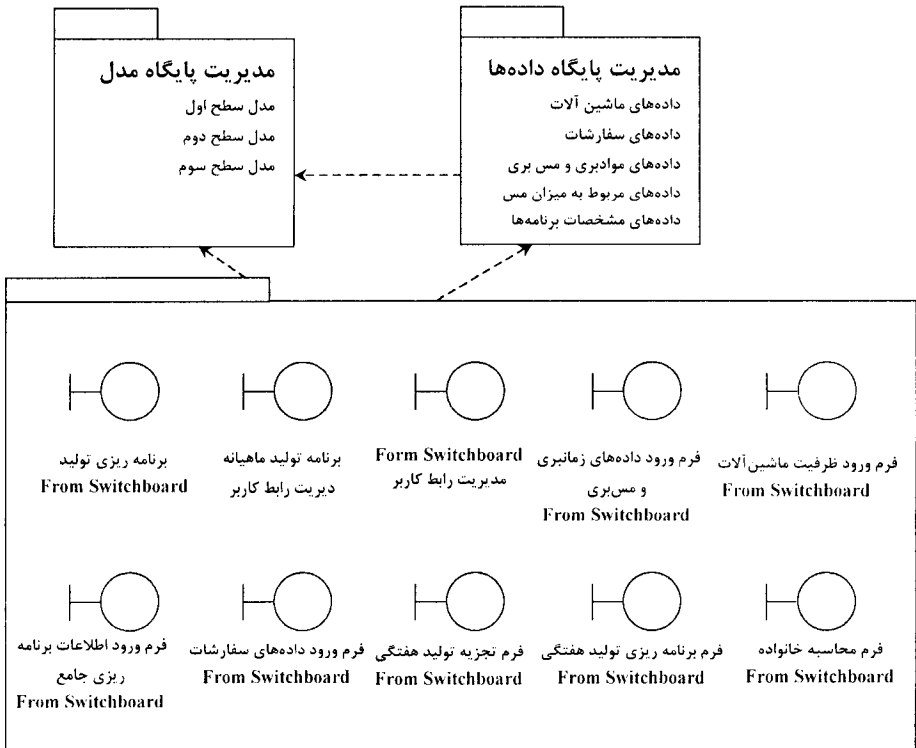 مدیریت پایگاه داده‌ها
داده‌های ماشین آلات
داده‌های سفارشات
داده‌های موادبری و مس بری
داده‌های مربوط به میزان مس
داده‌های مشخصات برنامه‌ها
مدیریت پایگاه مدل
مدل سطح اول
مدل سطح دوم
مدل سطح سوم
فرم ورود ظرفیت ماشین‌آلات
From Switchboard
فرم ورود داده‌های زمانبری
و مس‌بری
From Switchboard
Form Switchboard
مدیریت رابط کاربر
برنامه تولید ماهیانه
دیریت رابط کاربر
برنامه ریزی تولید
From Switchboard
فرم محاسبه خانواده
From Switchboard
فرم برنامه ریزی تولید هفتگی
From Switchboard
فرم تجزیه تولید هفتگی
From Switchboard
فرم ورود داده‌های سفارشات
From Switchboard
فرم ورود اطلاعات برنامه
ریزی جامع
From Switchboard